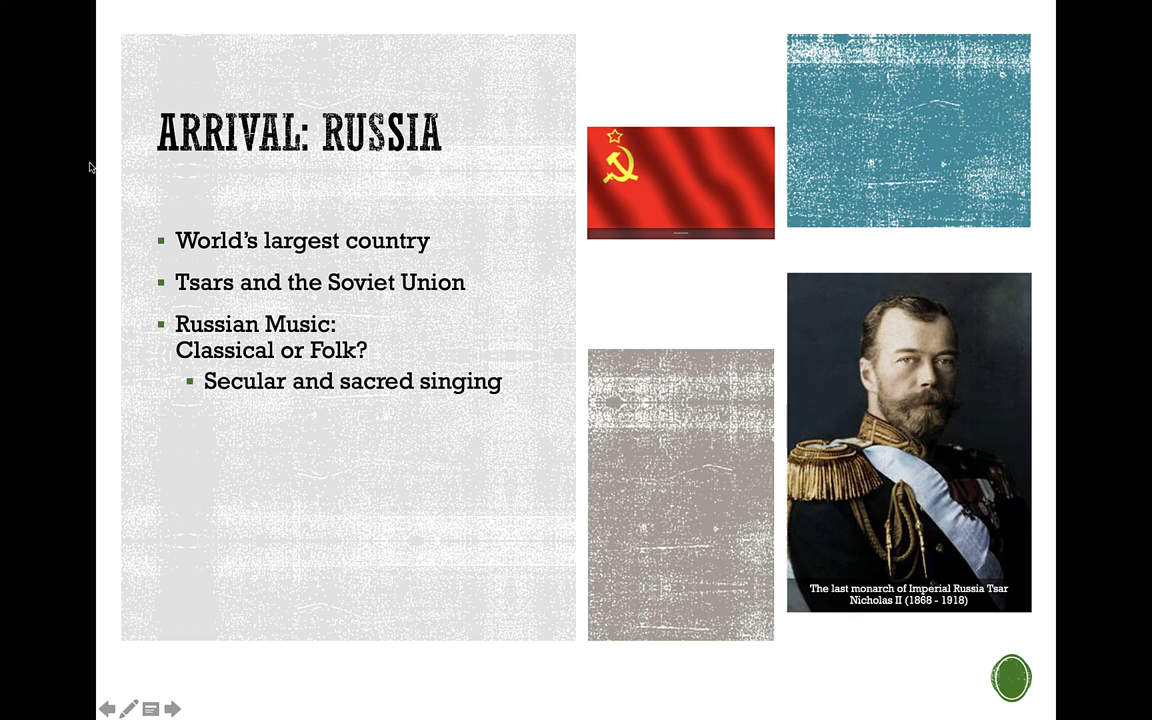 ARRIVAL: RUSSIA
World's largest country
Tsars and the Soviet Union
Russian Music:
Classical or Folk?
Secular and sacred singing
The last monarch of Imperial Russia Tsar
Nicholas II (1868 - 1918)